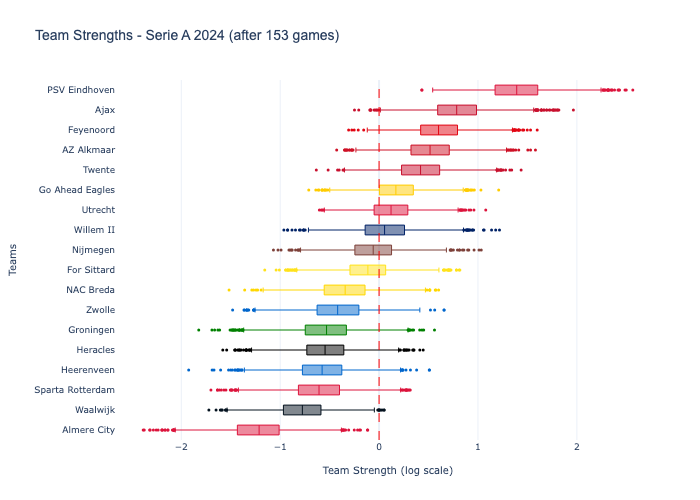 Team Strengths - Serie A 2024 (after 153 games)
PSV Eindhoven
Ajax
Feyenoord
AZ Alkmaar
Twente
Go Ahead Eagles
Utrecht
Willem II
Nijmegen
For Sittard
NAC Breda
Zwolle
Groningen
Heracles
Heerenveen
Sparta Rotterdam
Waalwijk
Almere City
Teams
−2 −1 0 1 2
Team Strength (log scale)